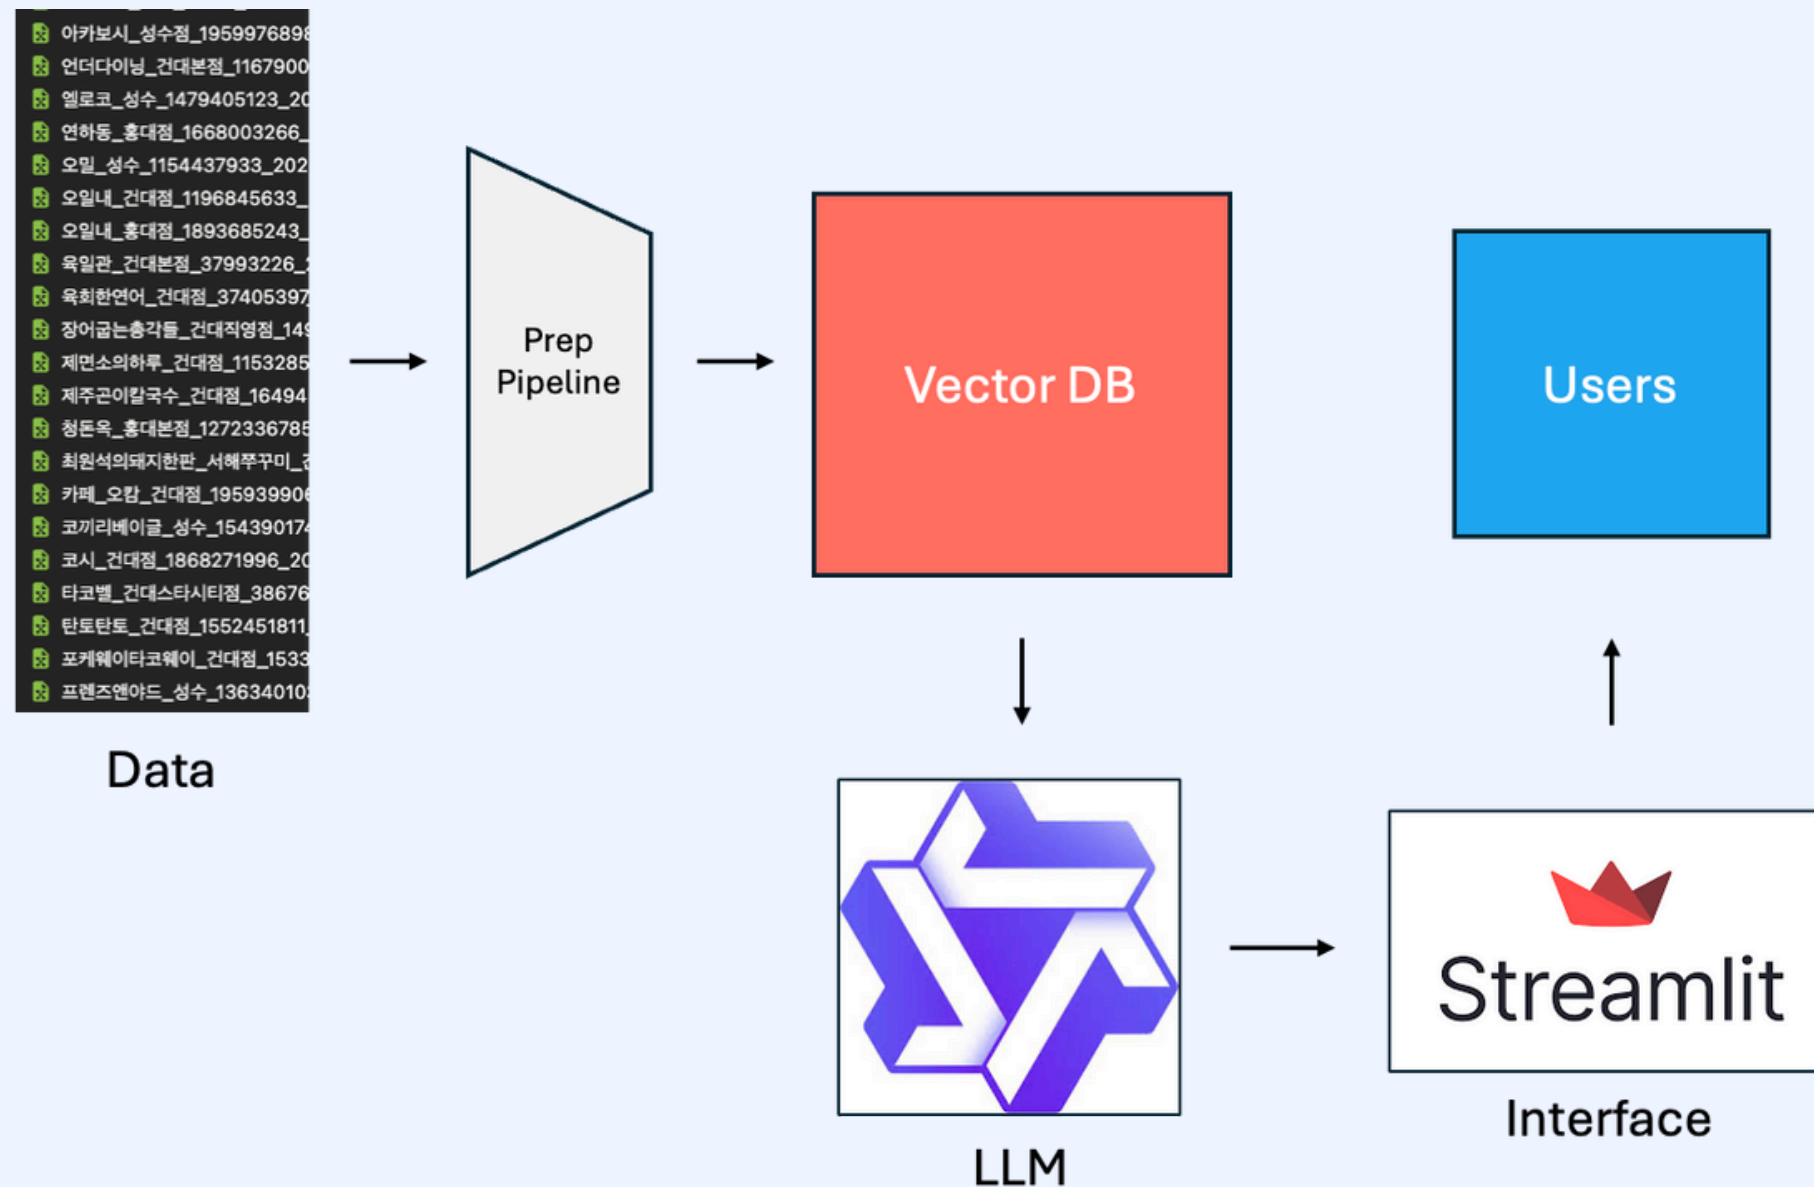 아카보시_성수점_1959976898
언더다이닝_건대본점_1167900
엘로코_성수_1479405123_20
연하동_홍대점_1668003266_
오밀_성수_1154437933_202
오일내_건대점_1196845633_
오일내_홍대점_1893685243_
육일관_건대본점_37993226_
육회한연어_건대점_37405397
장어굽는총각들_건대직영점_149
제면소의하루_건대점_1153285
제주곤이칼국수_건대점_16494
청돈옥_홍대본점_1272336785
최원석의돼지한판_서해쭈꾸미_건
카페_오캄_건대점_195939906
코끼리베이글_성수_154390174
코시_건대점_1868271996_20
타코벨_건대스타시티점_38676
탄토탄토_건대점_1552451811_
포케웨이타코웨이_건대점_1533
프렌즈앤야드_성수_136340103
Data
Prep
Pipeline
Vector DB
Users
LLM
Streamlit
Interface